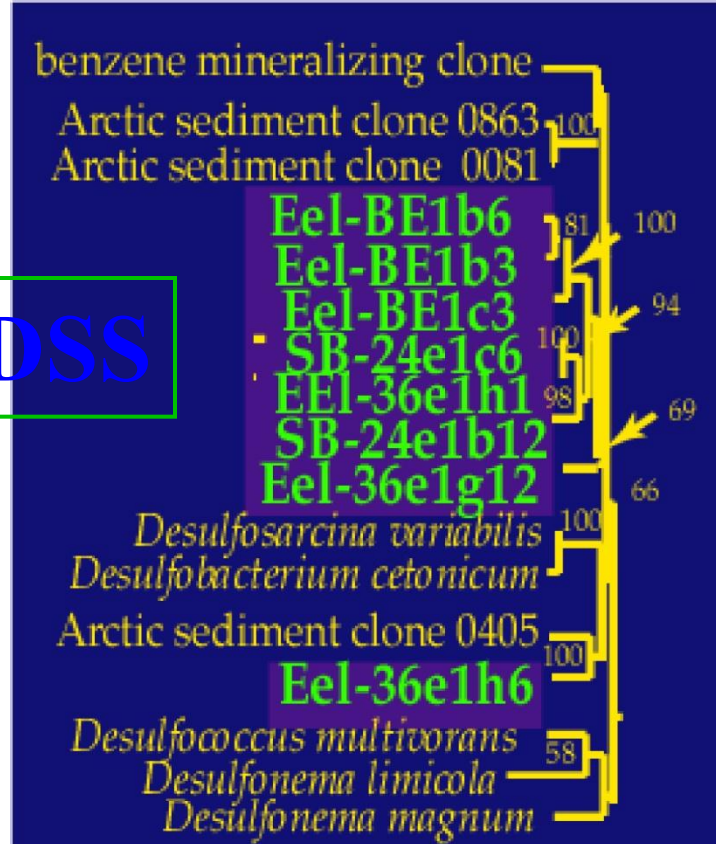 benzene mineralizing clone
Arctic sediment clone 0863
100
Arctic sediment clone 0081
Eel-BE1b6
81
100
Eel-BE1b3
Eel-BE1c3
94
DSS
SB-24e1c6
100
EEl-36e1h1
98
SB-24e1b12
69
Eel-36e1g12
66
Desulfosarcina variabilis
100
Desulfobacterium cetonicum
Arctic sediment clone 0405
100
Eel-36e1h6
Desulfococcus multivorans
58
Desulfonema limicola
Desulfonema magnum